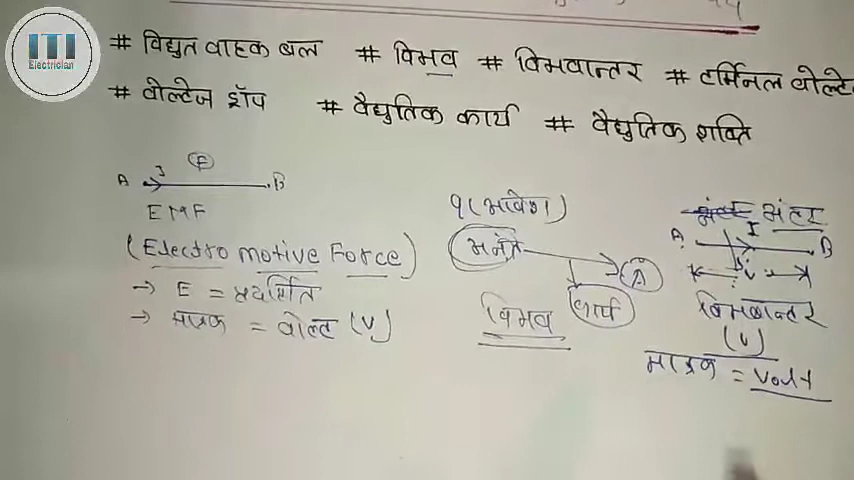 ITI
Electrician
# विद्युत वाहक बल # विभव # विभवान्तर # टर्मिनल वोल्टेज
# वोल्टेज ड्रॉप # वैद्युतिक कार्य # वैद्युतिक शक्ति
A I E B
EMF
(Electro motive Force)
→ E = प्रदर्शित
→ मात्रक = वोल्ट (V)
q (आवेश)
अनंत A
कार्य
विभव
अंतर
A I B
V
विभवान्तर
(V)
मात्रक = Volt